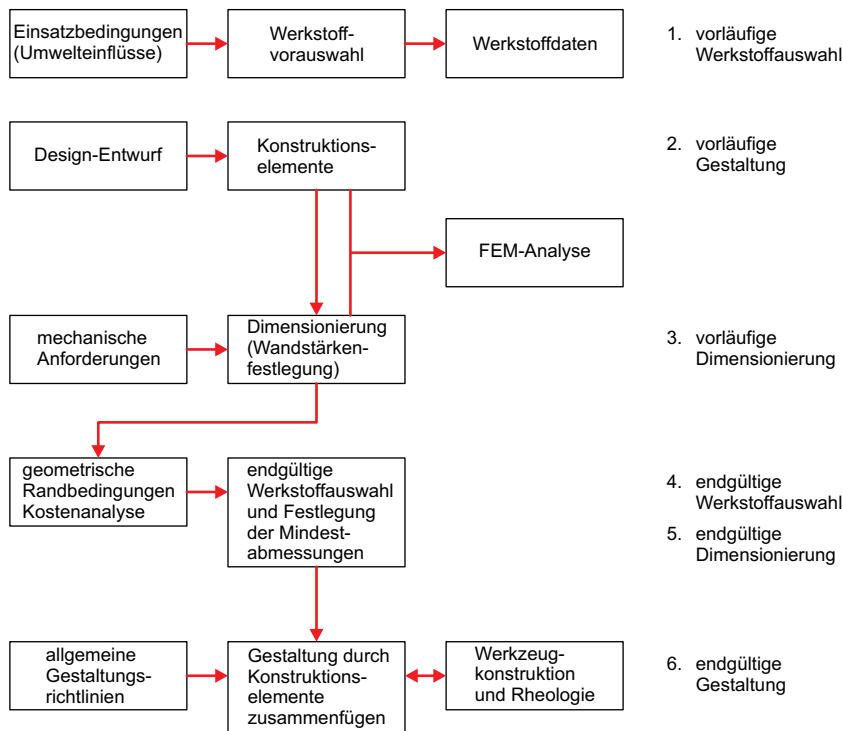 Einsatzbedingungen
(Umwelteinflüsse)
Werkstoff-
vorauswahl
Werkstoffdaten
1. vorläufige
Werkstoffauswahl
Design-Entwurf
Konstruktions-
elemente
2. vorläufige
Gestaltung
FEM-Analyse
mechanische
Anforderungen
Dimensionierung
(Wandstärken-
festlegung)
3. vorläufige
Dimensionierung
geometrische
Randbedingungen
Kostenanalyse
endgültige
Werkstoffauswahl
und Festlegung
der Mindest-
abmessungen
4. endgültige
Werkstoffauswahl
5. endgültige
Dimensionierung
allgemeine
Gestaltungs-
richtlinien
Gestaltung durch
Konstruktions-
elemente
zusammenfügen
Werkzeug-
konstruktion
und Rheologie
6. endgültige
Gestaltung